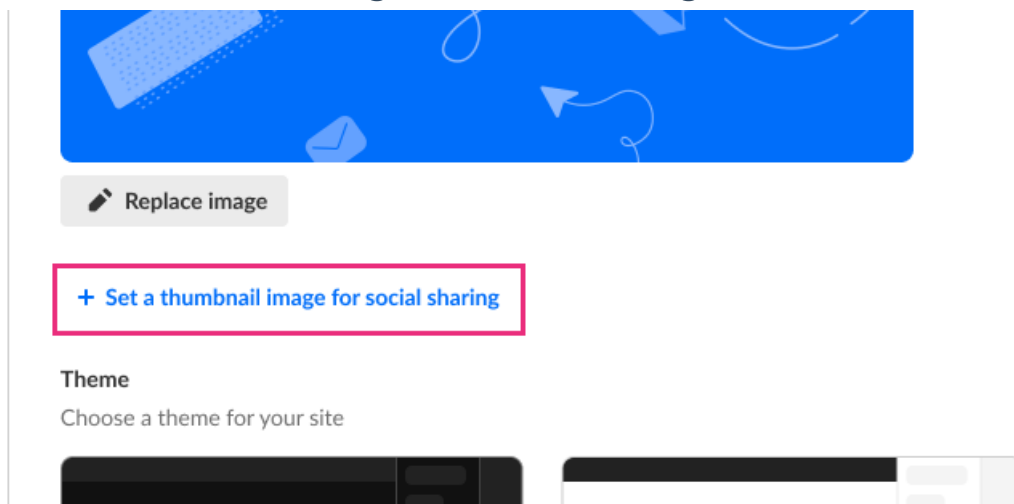 Replace image
+ Set a thumbnail image for social sharing
Theme
Choose a theme for your site